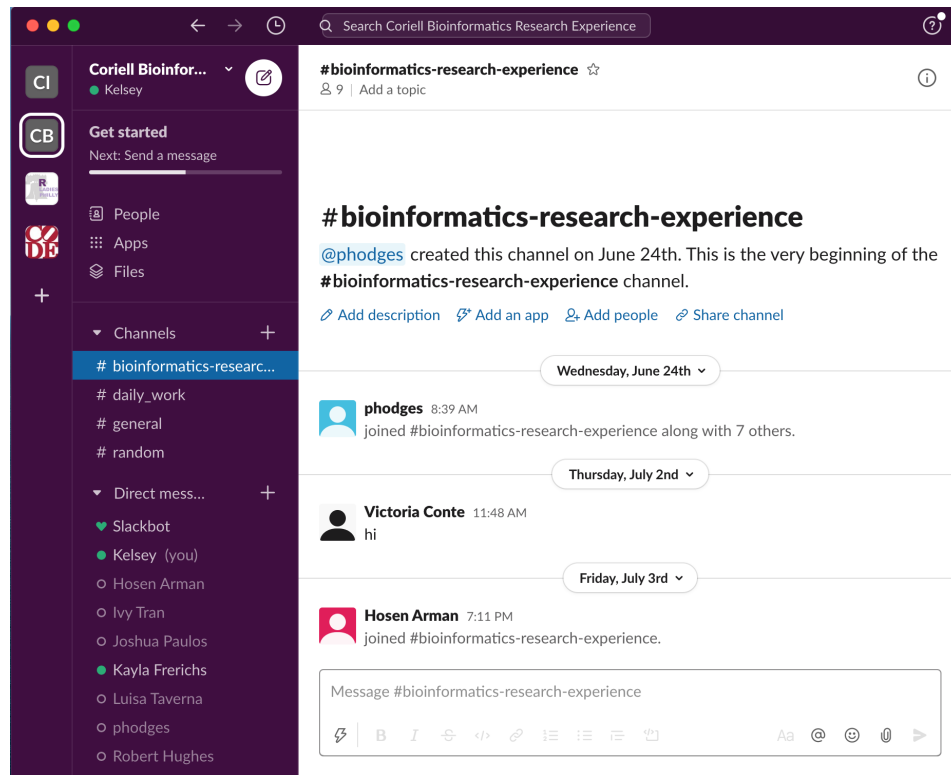 Search Coriell Bioinformatics Research Experience
CI
CB
R
LADIES
PHILLY
CODE
Coriell Bioinfor...
Kelsey
Get started
Next: Send a message
People
Apps
Files
Channels
# bioinformatics-researc...
# daily_work
# general
# random
Direct mess...
Slackbot
Kelsey (you)
Hosen Arman
Ivy Tran
Joshua Paulos
Kayla Frerichs
Luisa Taverna
phodges
Robert Hughes
#bioinformatics-research-experience
9 | Add a topic
#bioinformatics-research-experience
@phodges created this channel on June 24th. This is the very beginning of the
#bioinformatics-research-experience channel.
Add description Add an app Add people Share channel
Wednesday, June 24th
phodges 8:39 AM
joined #bioinformatics-research-experience along with 7 others.
Thursday, July 2nd
Victoria Conte 11:48 AM
hi
Friday, July 3rd
Hosen Arman 7:11 PM
joined #bioinformatics-research-experience.
Message #bioinformatics-research-experience
B I S </> Aa @